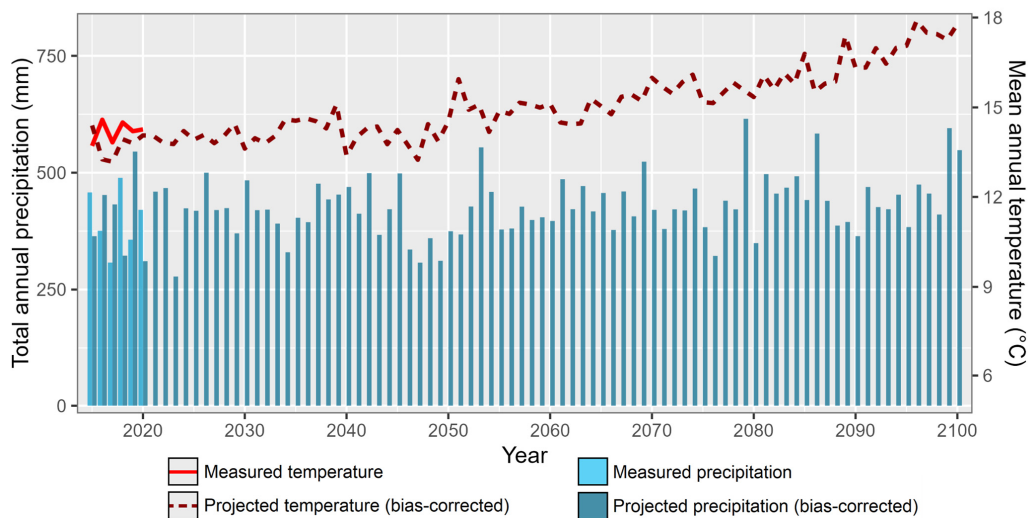 Total annual precipitation (mm)
750
500
250
0
18
15
12
9
6
Mean annual temperature (°C)
2020 2030 2040 2050 2060 2070 2080 2090 2100
Year
Measured temperature
Measured precipitation
Projected temperature (bias-corrected)
Projected precipitation (bias-corrected)